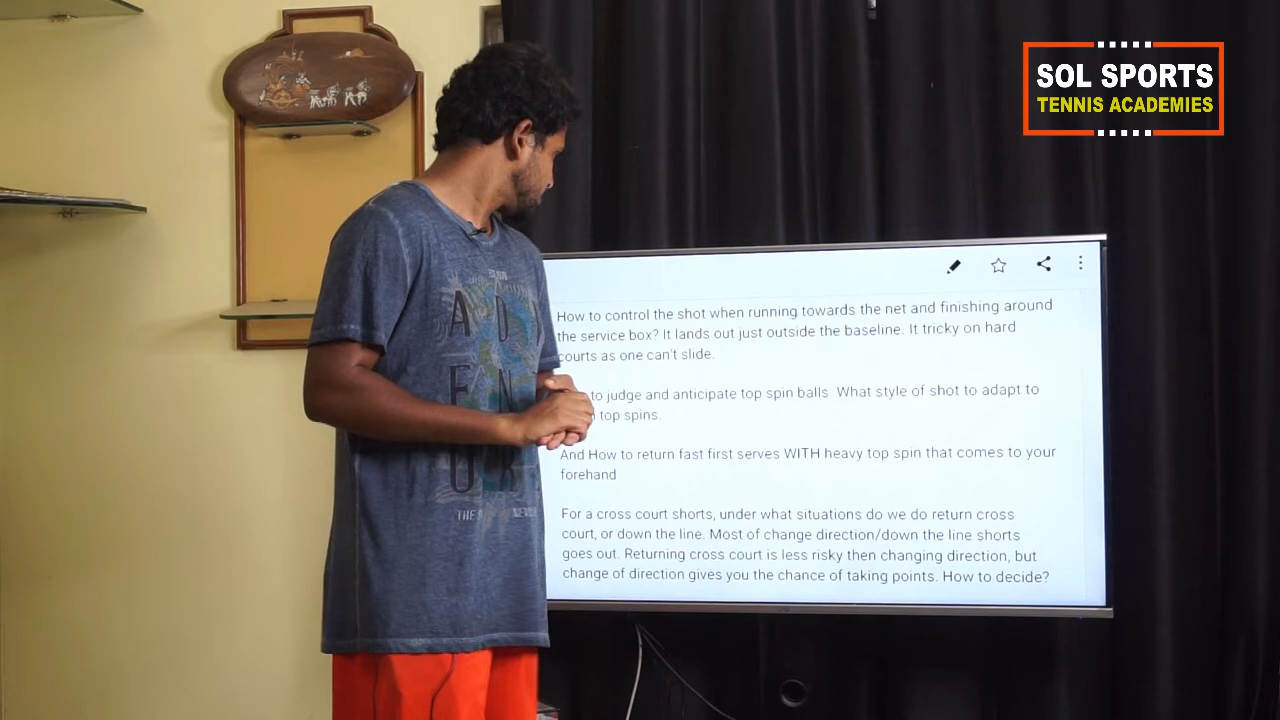 SOL SPORTS
TENNIS ACADEMIES
How to control the shot when running towards the net and finishing around
the service box? It lands out just outside the baseline. It tricky on hard
courts as one can't slide.
to judge and anticipate top spin balls. What style of shot to adapt to
top spins.
And How to return fast first serves WITH heavy top spin that comes to your
forehand
For a cross court shorts, under what situations do we do return cross
court, or down the line. Most of change direction/down the line shorts
goes out. Returning cross court is less risky then changing direction, but
change of direction gives you the chance of taking points. How to decide?
A D
E N